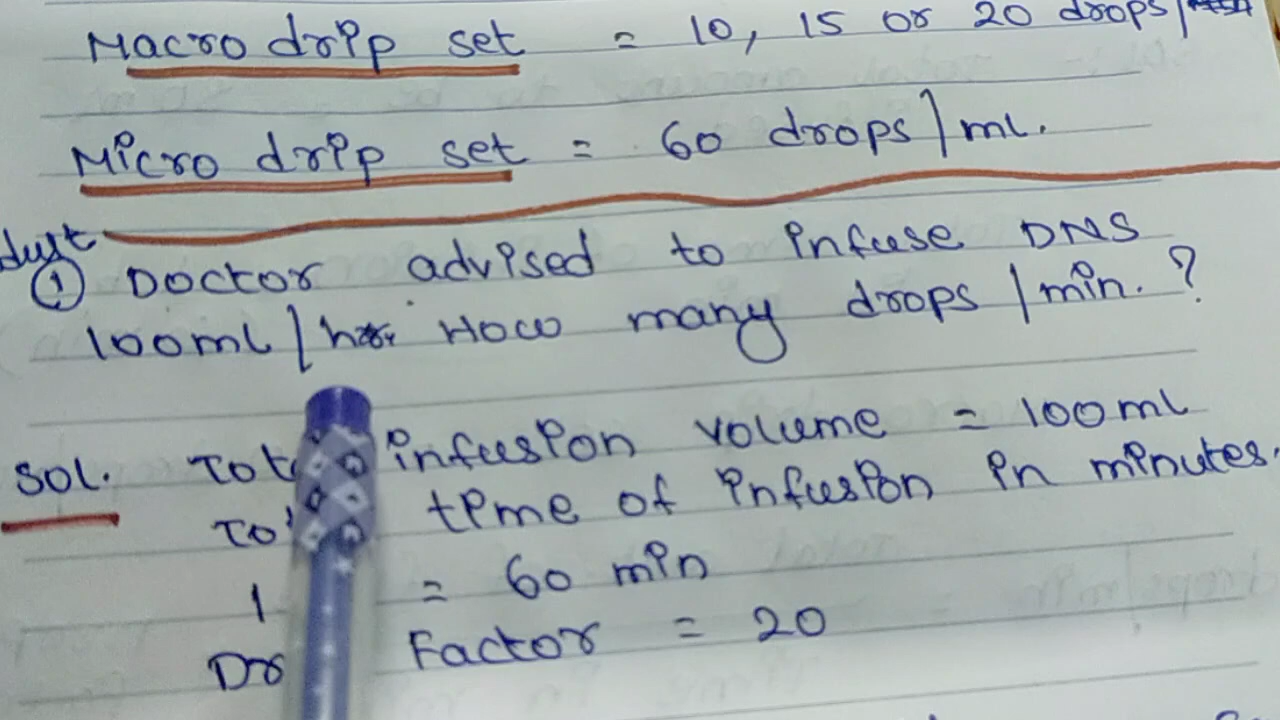 Macro drip set = 10, 15 or 20 drops/
Micro drip set = 60 drops/ml.
① Doctor advised to infuse DNS
100ml/hr. How many drops/min.?
Sol. infusion volume = 100ml
time of infusion in minutes.
= 60 min
Factor = 20